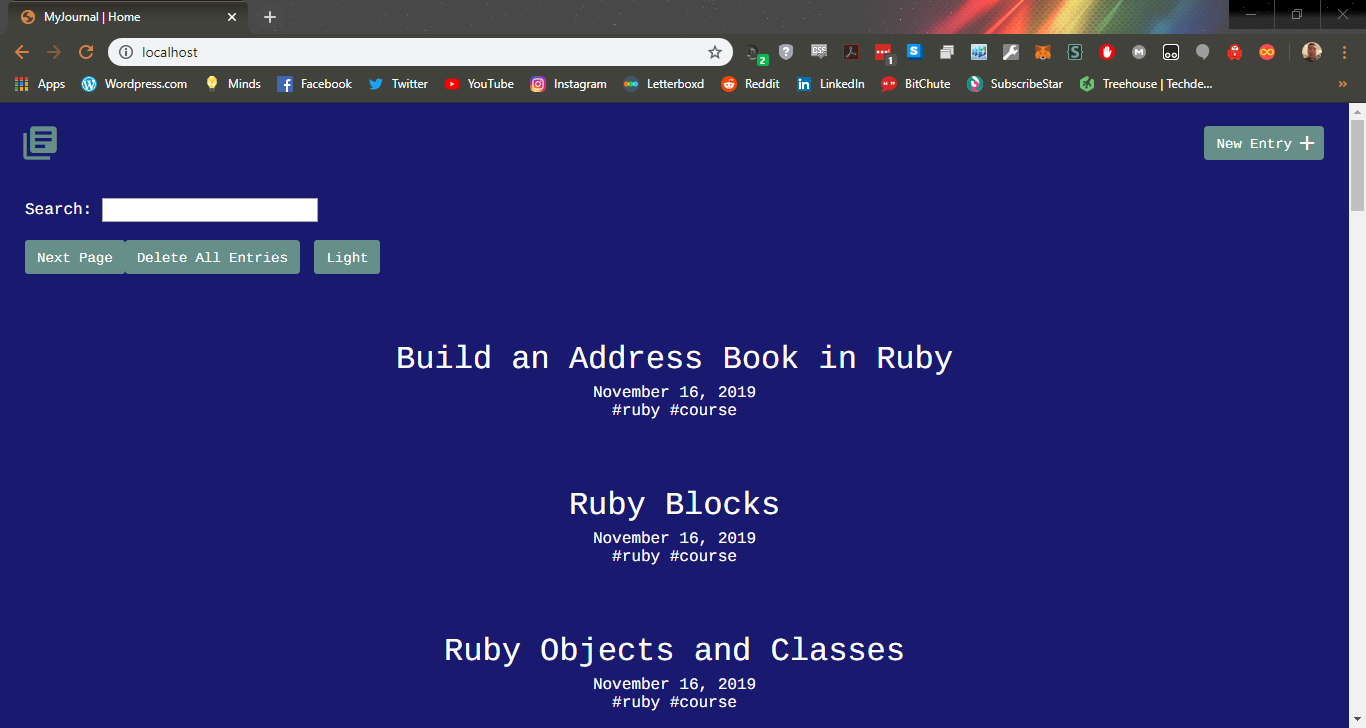 MyJournal | Home
localhost
2
1
Apps
Wordpress.com
Minds
Facebook
Twitter
YouTube
Instagram
Letterboxd
Reddit
LinkedIn
BitChute
SubscribeStar
Treehouse | Techde...
New Entry
Search:
Next Page
Delete All Entries
Light
Build an Address Book in Ruby
November 16, 2019
#ruby #course
Ruby Blocks
November 16, 2019
#ruby #course
Ruby Objects and Classes
November 16, 2019
#ruby #course